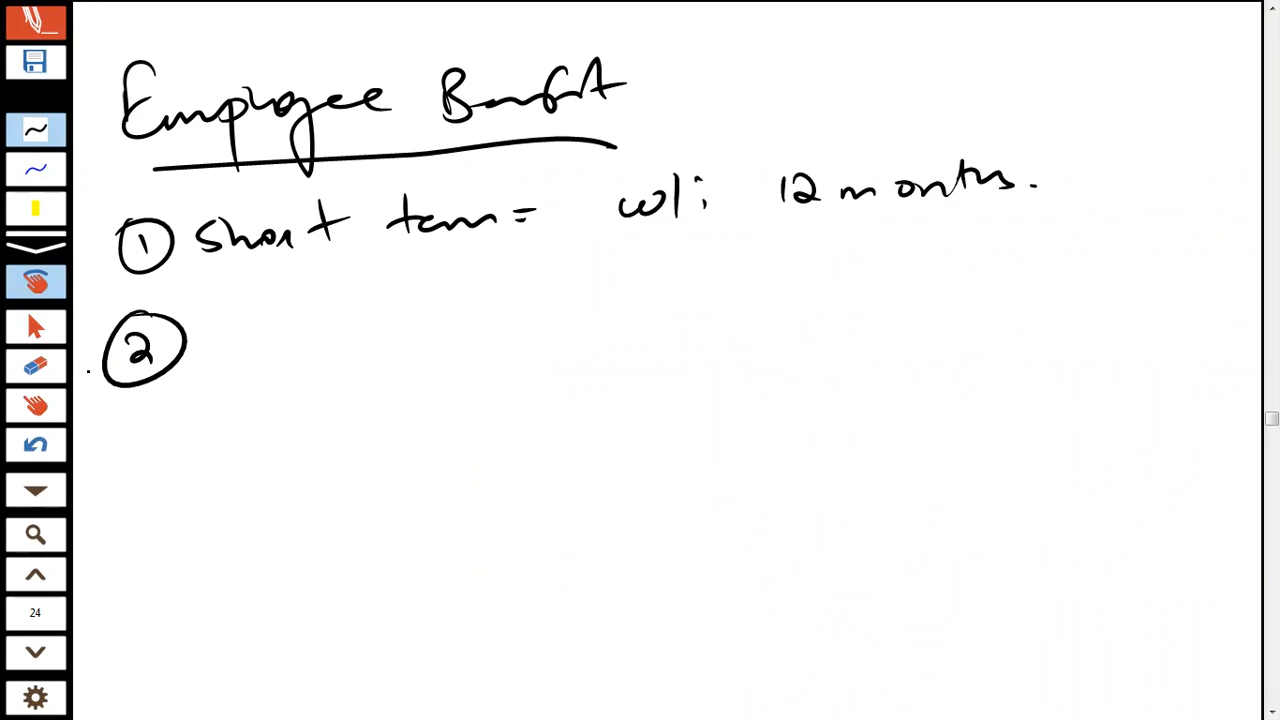 Employee Benefit
① Short term = w/i 12 months.
②
24